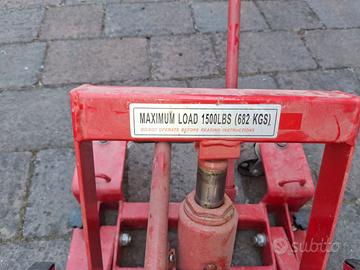 MAXIMUM LOAD 1500LBS (682 KGS)
DO NOT OPERATE BEFORE READING INSTRUCTIONS
subito